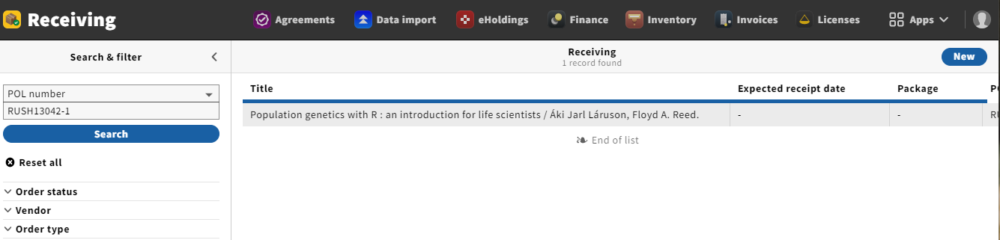 Receiving
Agreements
Data import
eHoldings
Finance
Inventory
Invoices
Licenses
Apps
Search & filter
Receiving
1 record found
New
POL number
RUSH13042-1
Search
Reset all
Order status
Vendor
Order type
Title Expected receipt date Package
Population genetics with R : an introduction for life scientists / Áki Jarl Láruson, Floyd A. Reed. - -
End of list